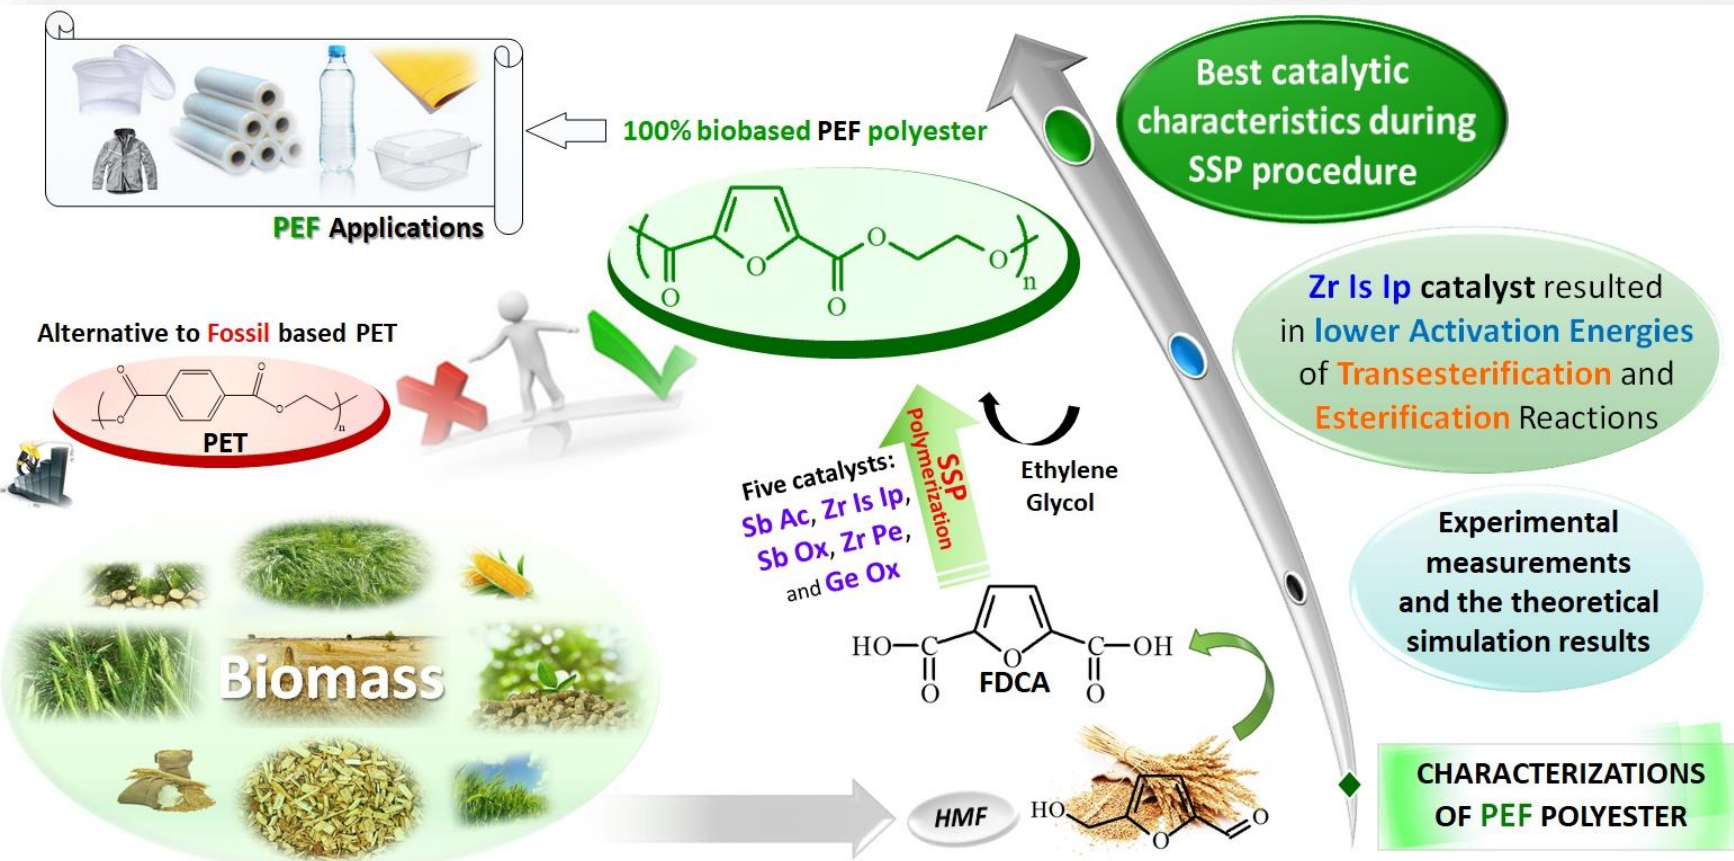 100% biobased PEF polyester
PEF Applications
O
O
O
O
O
n
Alternative to Fossil based PET
O
O
O
O
n
PET
Best catalytic
characteristics during
SSP procedure
Zr Is Ip catalyst resulted
in lower Activation Energies
of Transesterification and
Esterification Reactions
Five catalysts:
Sb Ac, Zr Is Ip,
Sb Ox, Zr Pe,
and Ge Ox
SSP
Polymerization
Ethylene
Glycol
Experimental
measurements
and the theoretical
simulation results
HO
C
O
O
C
OH
O
FDCA
Biomass
HMF
HO
O
O
CHARACTERIZATIONS
OF PEF POLYESTER